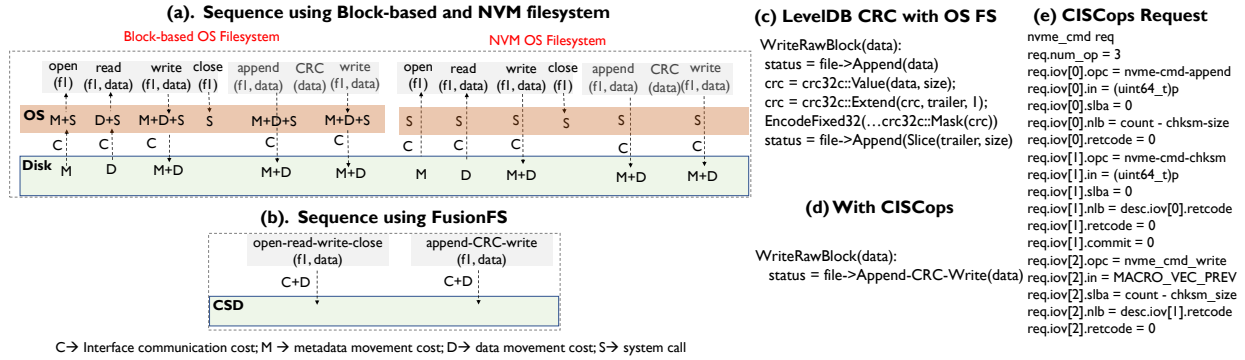 (a). Sequence using Block-based and NVM filesystem
Block-based OS Filesystem
NVM OS Filesystem
open read write close append CRC write open read write close append CRC write
(f1) (f1, data) (f1, data) (f1) (f1, data) (data) (f1, data) (f1) (f1, data) (f1, data) (f1) (f1, data) (data) (f1, data)
OS M+S D+S M+D+S S M+D+S M+D+S S S S S S S
C C C C C C C C C C
Disk M D M+D M+D M+D M D M+D M+D M+D
(b). Sequence using FusionFS
open-read-write-close append-CRC-write
(f1, data) (f1, data)
C+D C+D
CSD
C→ Interface communication cost; M → metadata movement cost; D→ data movement cost; S→ system call
(c) LevelDB CRC with OS FS
WriteRawBlock(data):
status = file->Append(data)
crc = crc32c::Value(data, size);
crc = crc32c::Extend(crc, trailer, 1);
EncodeFixed32(…crc32c::Mask(crc))
status = file->Append(Slice(trailer, size)
(d) With CISCops
WriteRawBlock(data):
status = file->Append-CRC-Write(data)
(e) CISCops Request
nvme_cmd req
req.num_op = 3
req.iov[0].opc = nvme-cmd-append
req.iov[0].in = (uint64_t)p
req.iov[0].slba = 0
req.iov[0].nlb = count - chksm-size
req.iov[0].retcode = 0
req.iov[1].opc = nvme-cmd-chksm
req.iov[1].in = (uint64_t)p
req.iov[1].slba = 0
req.iov[1].nlb = desc.iov[0].retcode
req.iov[1].retcode = 0
req.iov[1].commit = 0
req.iov[2].opc = nvme_cmd_write
req.iov[2].in = MACRO_VEC_PREV
req.iov[2].slba = count - chksm_size
req.iov[2].nlb = desc.iov[1].retcode
req.iov[2].retcode = 0